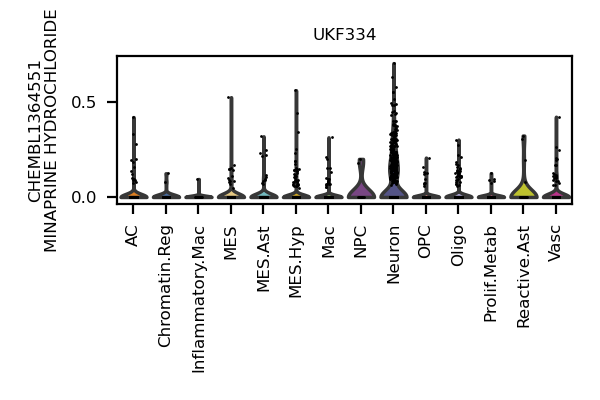 UKF334
CHEMBL1364551
MINAPRINE HYDROCHLORIDE
0.5
0.0
AC
Chromatin.Reg
Inflammatory.Mac
MES
MES.Ast
MES.Hyp
Mac
NPC
Neuron
OPC
Oligo
Prolif.Metab
Reactive.Ast
Vasc